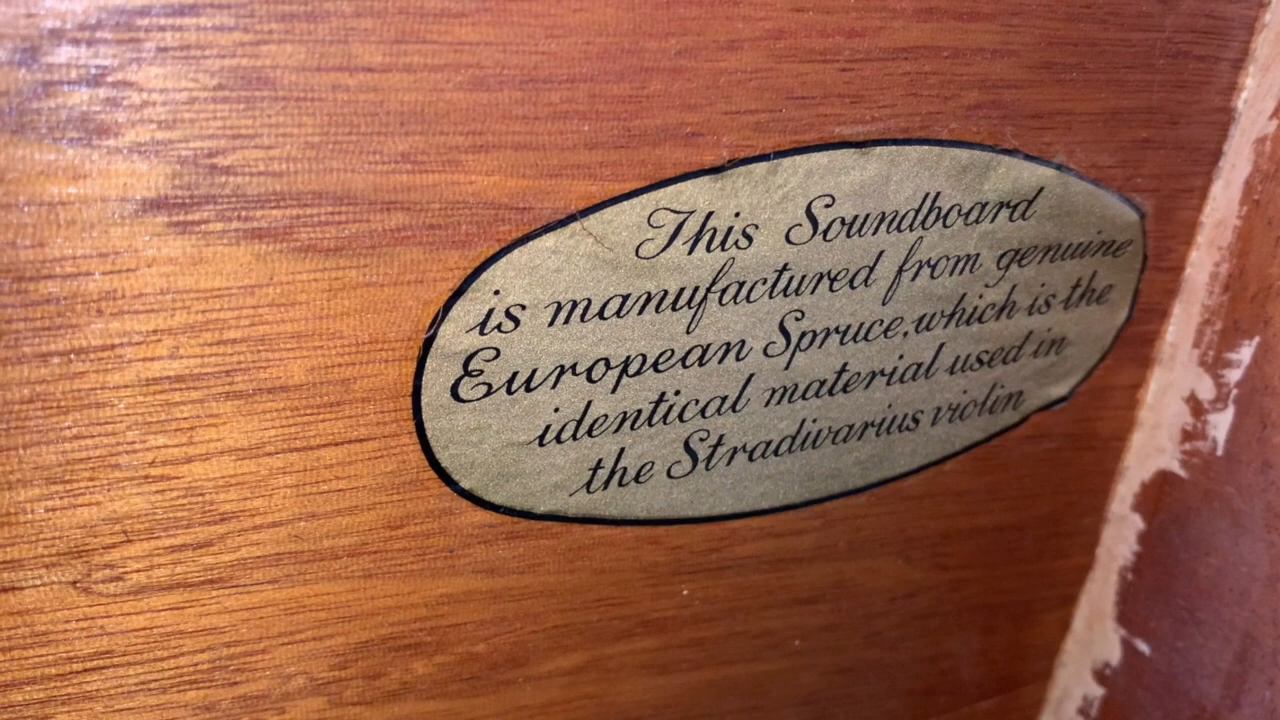 This Soundboard
is manufactured from genuine
European Spruce,which is the
identical material used in
the Stradivarius violin